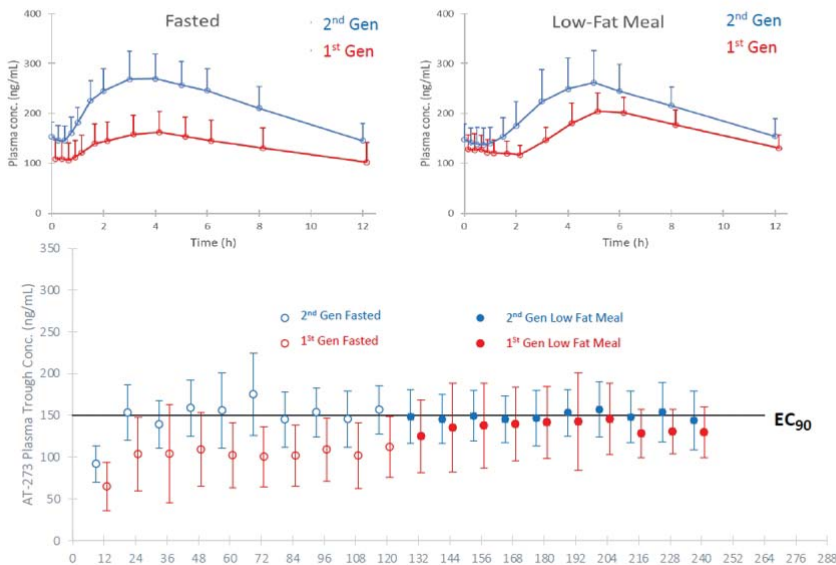 Fasted
2nd Gen
1st Gen
Plasma conc. (ng/mL)
400
300
200
100
0
0 2 4 6 8 10 12
Time (h)
Low-Fat Meal
2nd Gen
1st Gen
Plasma conc. (ng/mL)
400
300
200
100
0
0 2 4 6 8 10 12
Time (h)
AT-273 Plasma Trough Conc. (ng/mL)
350
300
250
200
150
100
50
0
2nd Gen Fasted
1St Gen Fasted
2nd Gen Low Fat Meal
1St Gen Low Fat Meal
EC90
0 12 24 36 48 60 72 84 96 108 120 132 144 156 168 180 192 204 216 228 240 252 264 276 288